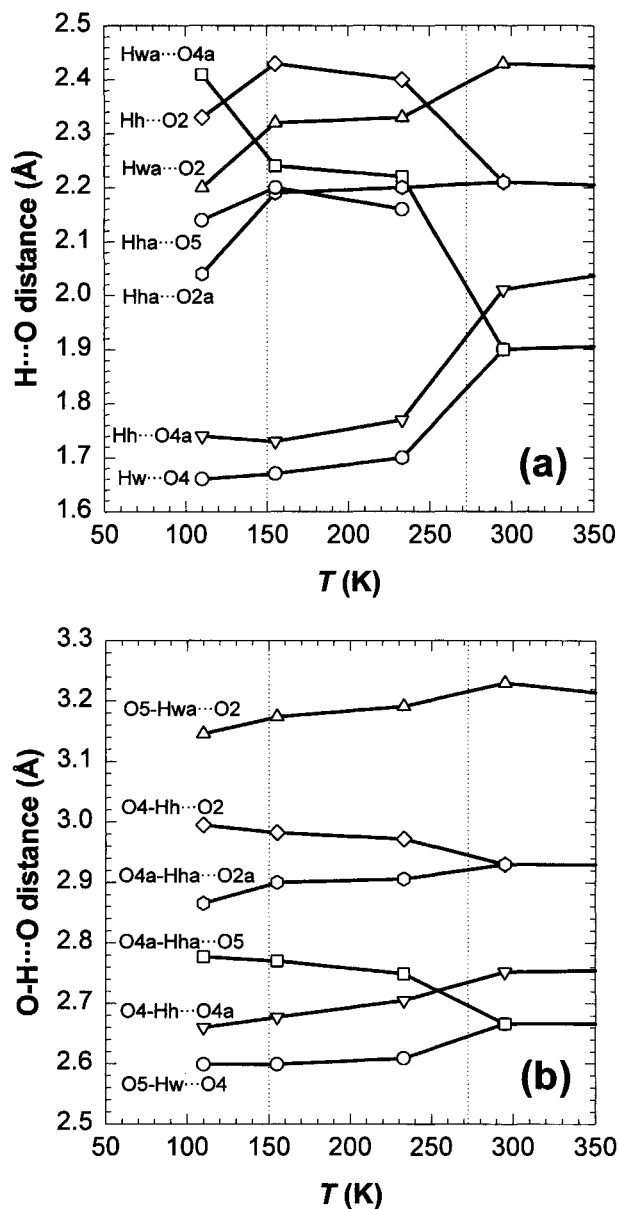 2.5
2.4
2.3
2.2
2.1
2.0
1.9
1.8
1.7
1.6
H···O distance (Å)
Hwa···O4a
Hh···O2
Hwa···O2
Hha···O5
Hha···O2a
Hh···O4a
Hw···O4
(a)
50 100 150 200 250 300 350
T (K)
3.3
3.2
3.1
3.0
2.9
2.8
2.7
2.6
2.5
O-H···O distance (Å)
O5-Hwa···O2
O4-Hh···O2
O4a-Hha···O2a
O4a-Hha···O5
O4-Hh···O4a
O5-Hw···O4
(b)
50 100 150 200 250 300 350
T (K)